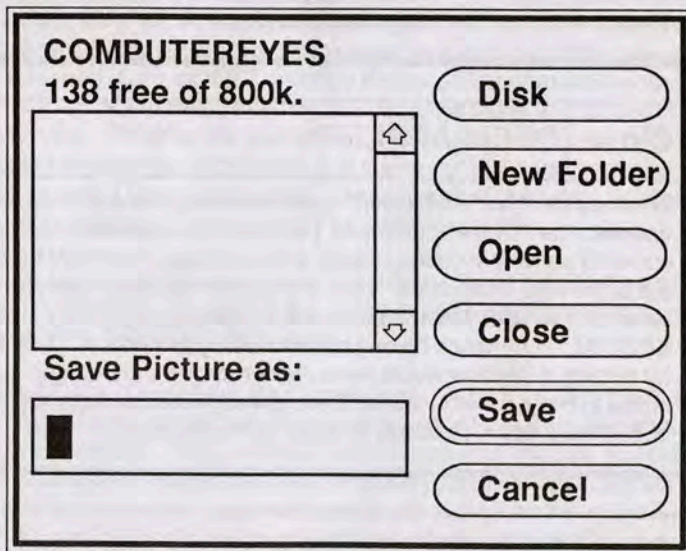 COMPUTEREYES
138 free of 800k.
Disk
New Folder
Open
Close
Save Picture as:
Save
Cancel